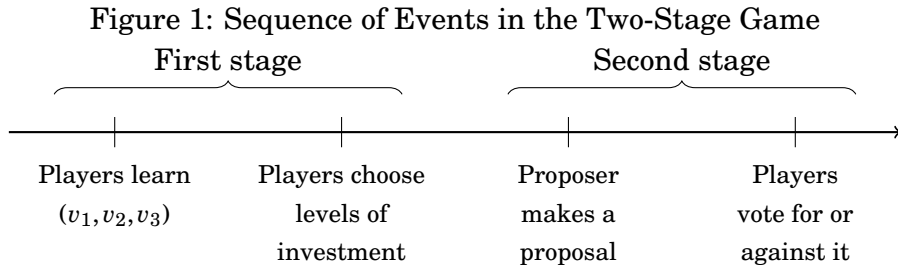 Figure 1: Sequence of Events in the Two-Stage Game
First stage
Second stage
Players learn
(v₁,v₂,v₃)
Players choose
levels of
investment
Proposer
makes a
proposal
Players
vote for or
against it